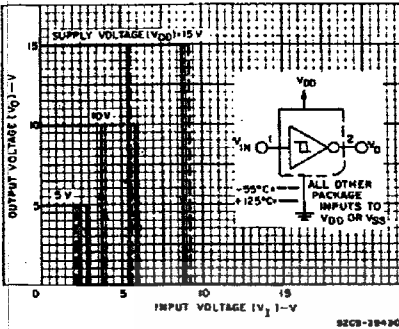 SUPPLY VOLTAGE (VDD)=15 V
15
10V
10
5 V
5
0
5
10
15
OUTPUT VOLTAGE (VO)—V
INPUT VOLTAGE (VI)—V
VDD
VIN
1
2
VO
-55°C
+125°C
ALL OTHER
PACKAGE
INPUTS TO
VDD OR VSS